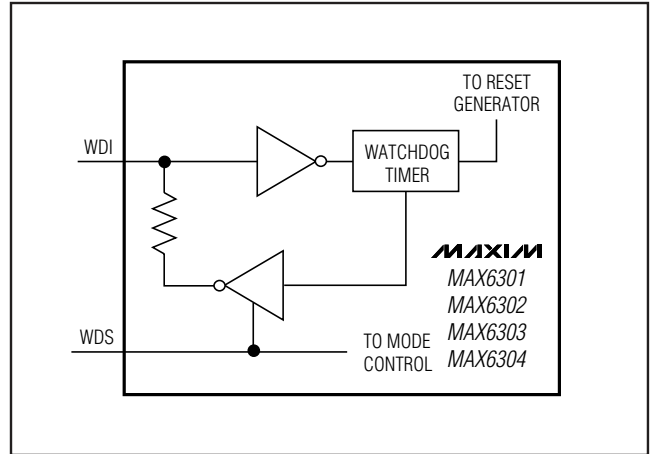 TO RESET
GENERATOR
WDI
WATCHDOG
TIMER
MAXIM
MAX6301
MAX6302
MAX6303
MAX6304
WDS
TO MODE
CONTROL